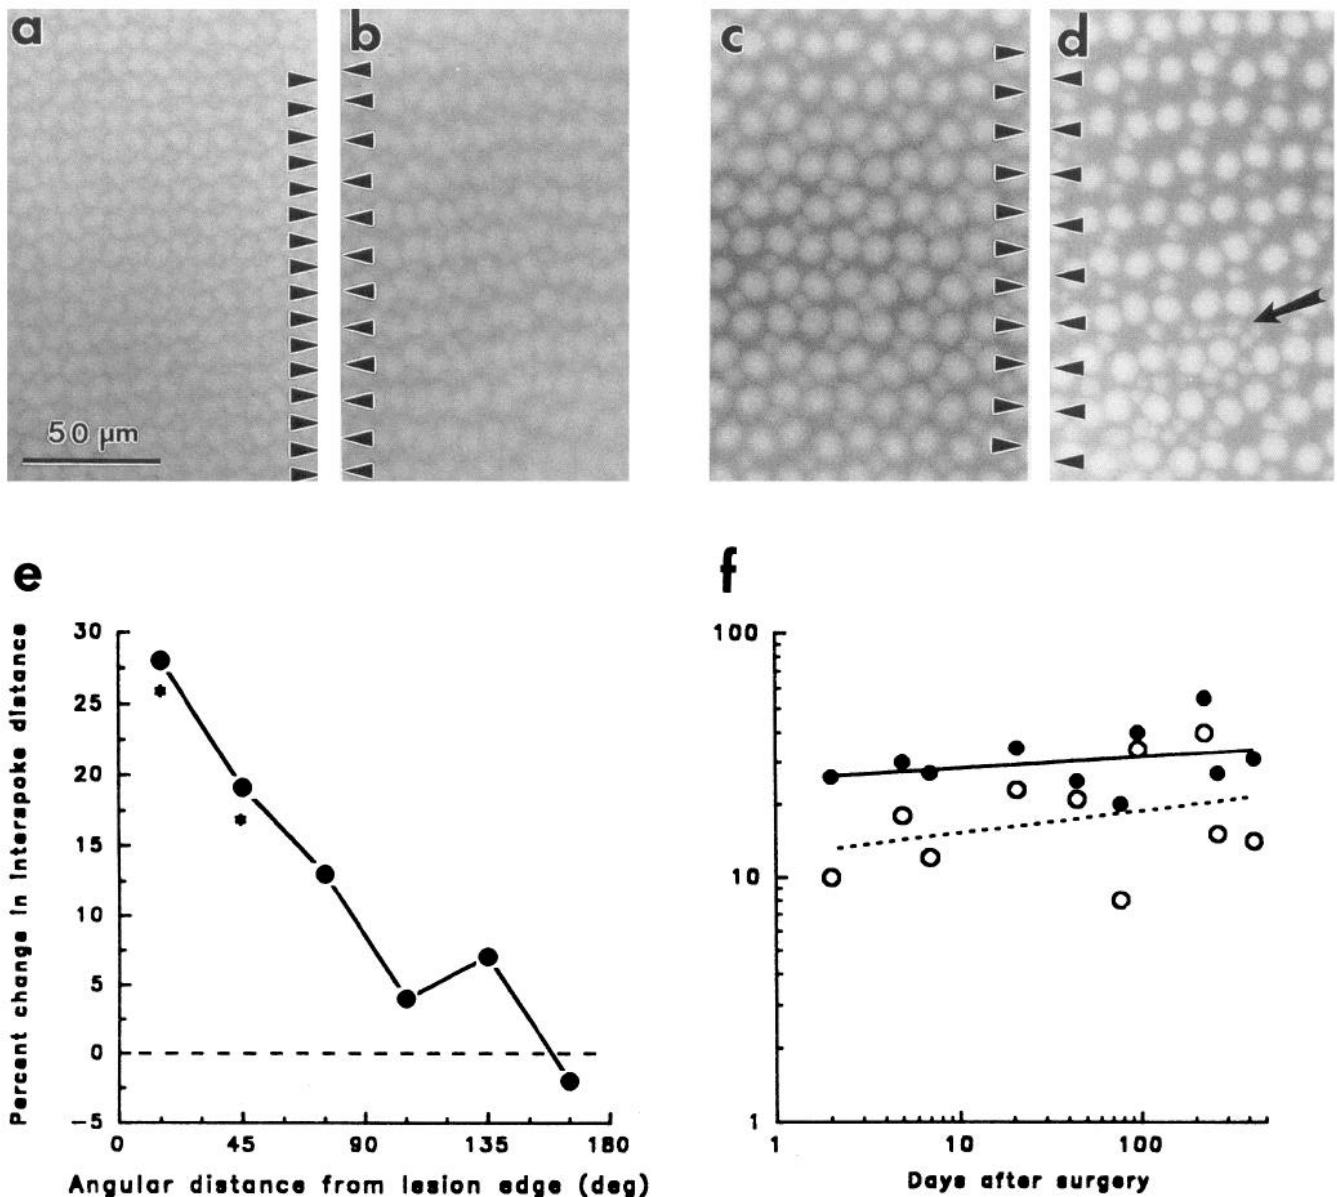 a
b
c
d
50 μm
e
f
Percent change in interspoke distance
30
25
20
15
10
5
0
-5
0 45 90 135 180
Angular distance from lesion edge (deg)
100
10
1
1 10 100
Days after surgery